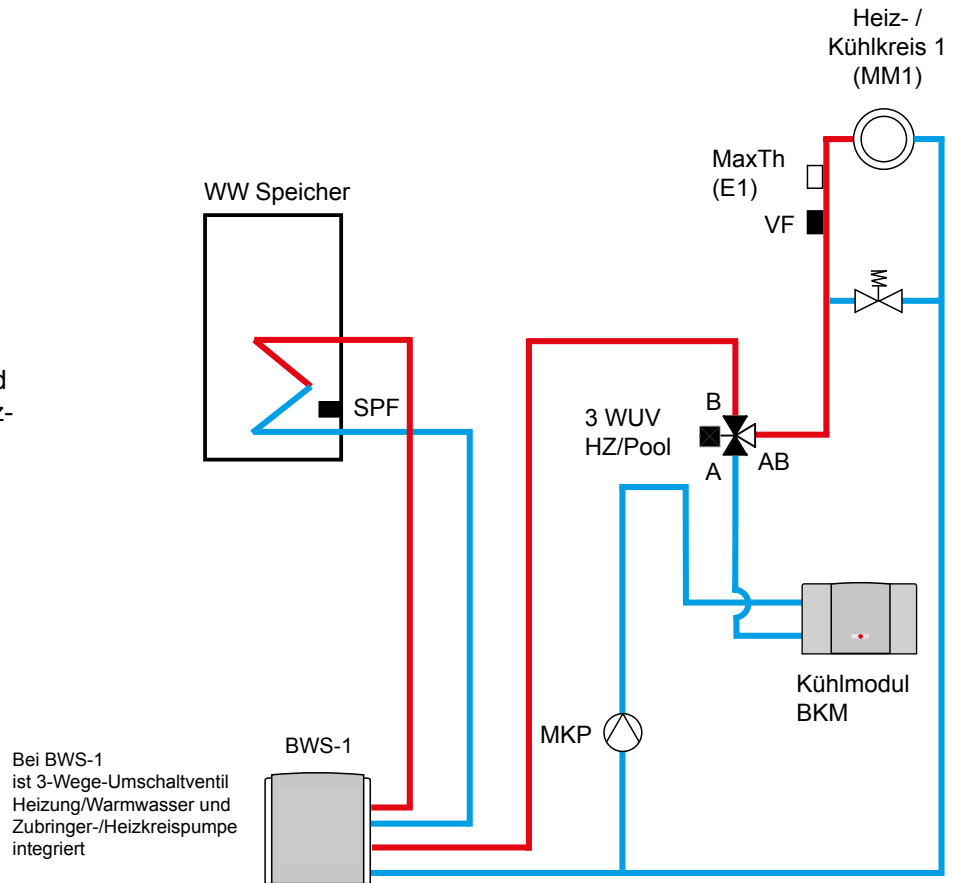 Heiz- /
Kühlkreis 1
(MM1)
MaxTh
(E1)
VF
WW Speicher
d
z-
SPF
B
3 WUV
HZ/Pool
AB
A
Kühlmodul
BKM
MKP
BWS-1
Bei BWS-1
ist 3-Wege-Umschaltventil
Heizung/Warmwasser und
Zubringer-/Heizkreispumpe
integriert